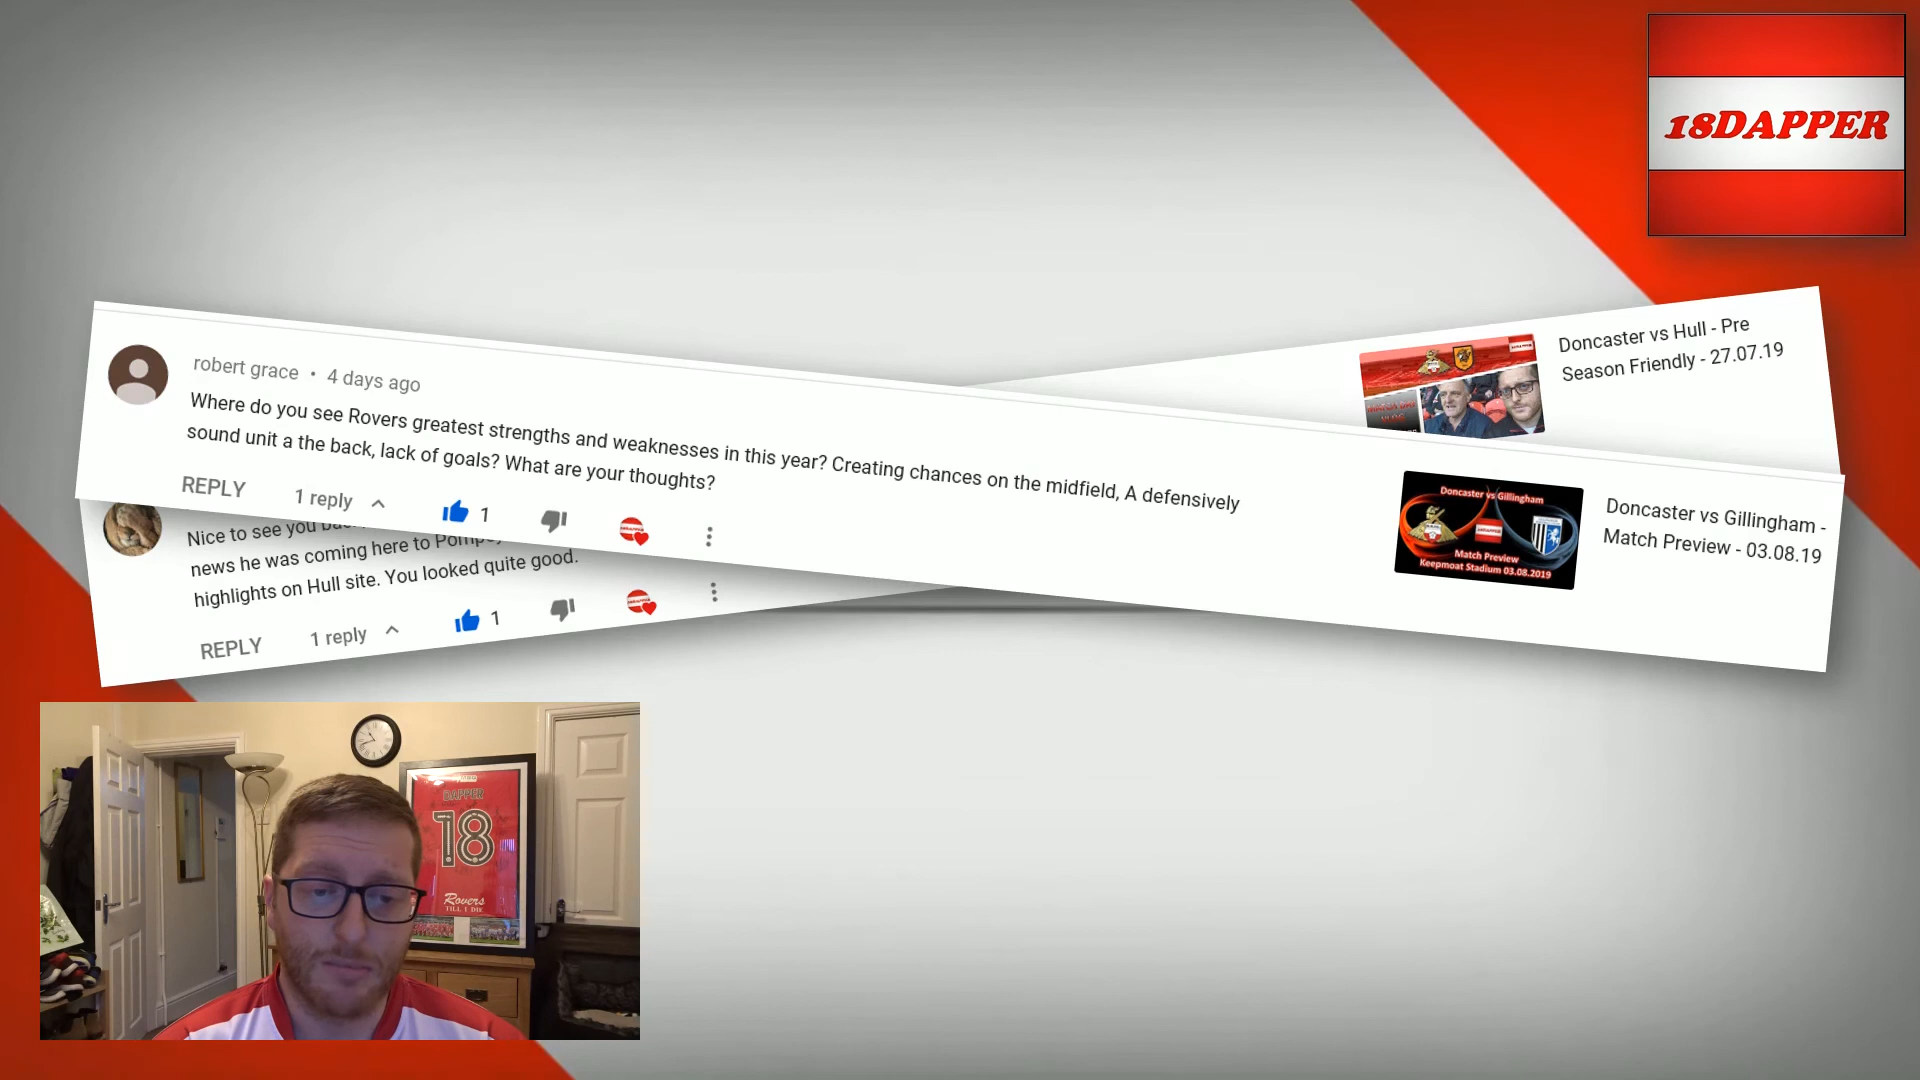 18DAPPER
Doncaster vs Hull - Pre
Season Friendly - 27.07.19
robert grace • 4 days ago
Where do you see Rovers greatest strengths and weaknesses in this year? Creating chances on the midfield, A defensively
sound unit a the back, lack of goals? What are your thoughts?
REPLY 1 reply 1
Doncaster vs Gillingham
Match Preview
Keepmoat Stadium 03.08.2019
Doncaster vs Gillingham -
Match Preview - 03.08.19
Nice to see you
news he was coming here to
highlights on Hull site. You looked quite good.
REPLY 1 reply 1
DAPPER
18
Rovers
TILL I DIE